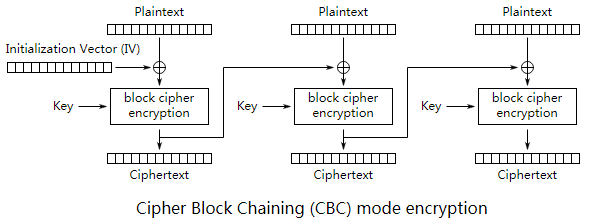 Plaintext
Plaintext
Plaintext
Initialization Vector (IV)
Key
block cipher
encryption
Key
block cipher
encryption
Key
block cipher
encryption
Ciphertext
Ciphertext
Ciphertext
Cipher Block Chaining (CBC) mode encryption